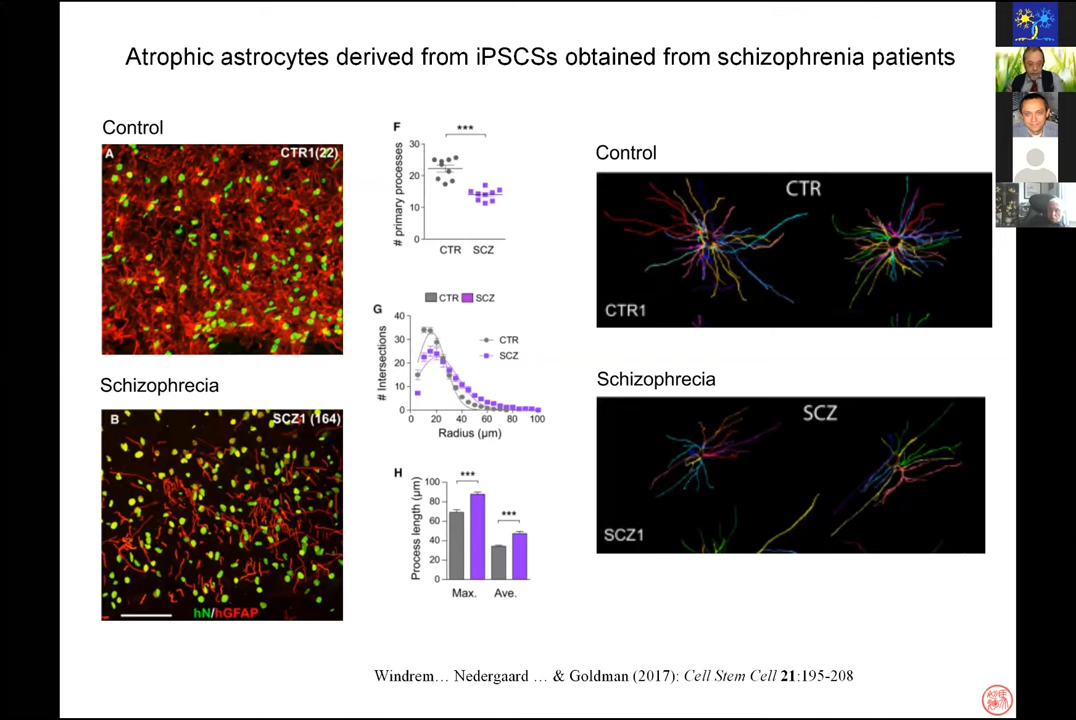 Atrophic astrocytes derived from iPSCSs obtained from schizophrenia patients
Control
A
CTR1(22)
Schizophrecia
B
SCZ1 (164)
hN/hGFAP
F
***
# primary processes
30
20
10
0
CTR SCZ
CTR SCZ
G
# Intersections
40
30
20
10
0
CTR
SCZ
0 20 40 60 80 100
Radius (µm)
H
Process length (µm)
100
80
60
40
20
0
***
***
Max. Ave.
Control
CTR
CTR1
Schizophrecia
SCZ
SCZ1
Windrem… Nedergaard … & Goldman (2017): Cell Stem Cell 21:195-208